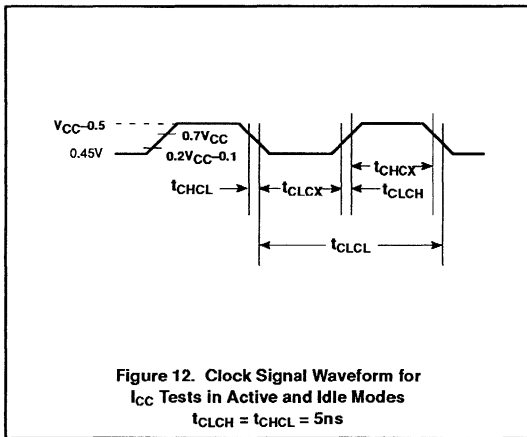 VCC–0.5
0.7VCC
0.45V
0.2VCC–0.1
tCHCX
tCHCL
tCLCX
tCLCH
tCLCL
Figure 12. Clock Signal Waveform for
ICC Tests in Active and Idle Modes
tCLCH = tCHCL = 5ns